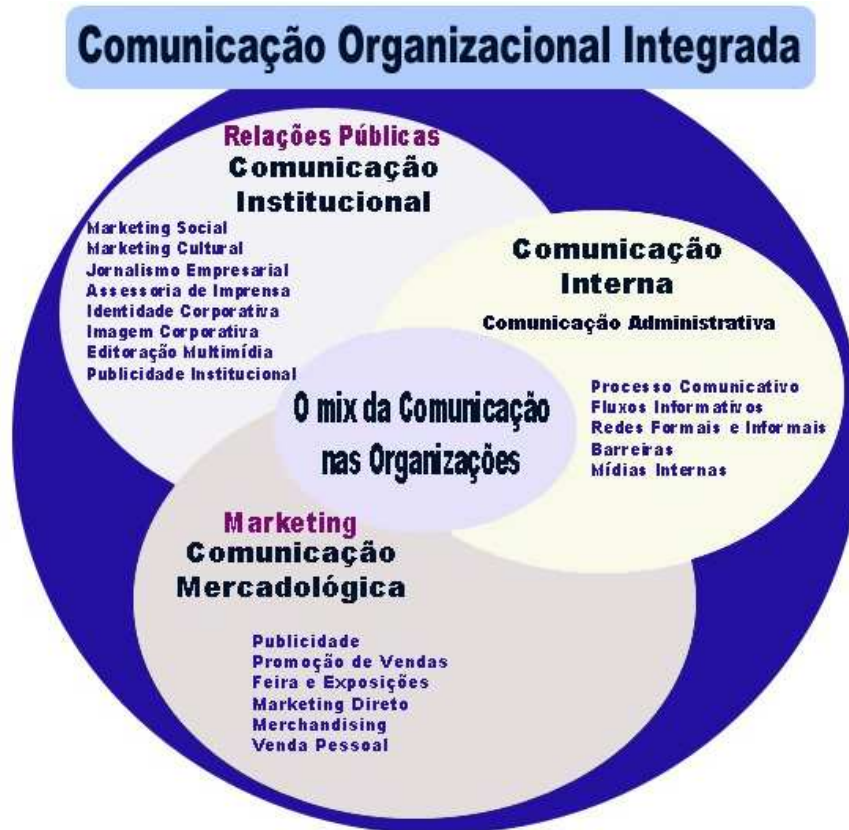 Comunicação Organizacional Integrada
Relações Públicas
Comunicação
Institucional
Marketing Social
Marketing Cultural
Jornalismo Empresarial
Assessoria de Imprensa
Identidade Corporativa
Imagem Corporativa
Editoração Multimídia
Publicidade Institucional
Comunicação
Interna
Comunicação Administrativa
Processo Comunicativo
Fluxos Informativos
Redes Formais e Informais
Barreiras
Mídias Internas
O mix da Comunicação
nas Organizações
Marketing
Comunicação
Mercadológica
Publicidade
Promoção de Vendas
Feira e Exposições
Marketing Direto
Merchandising
Venda Pessoal